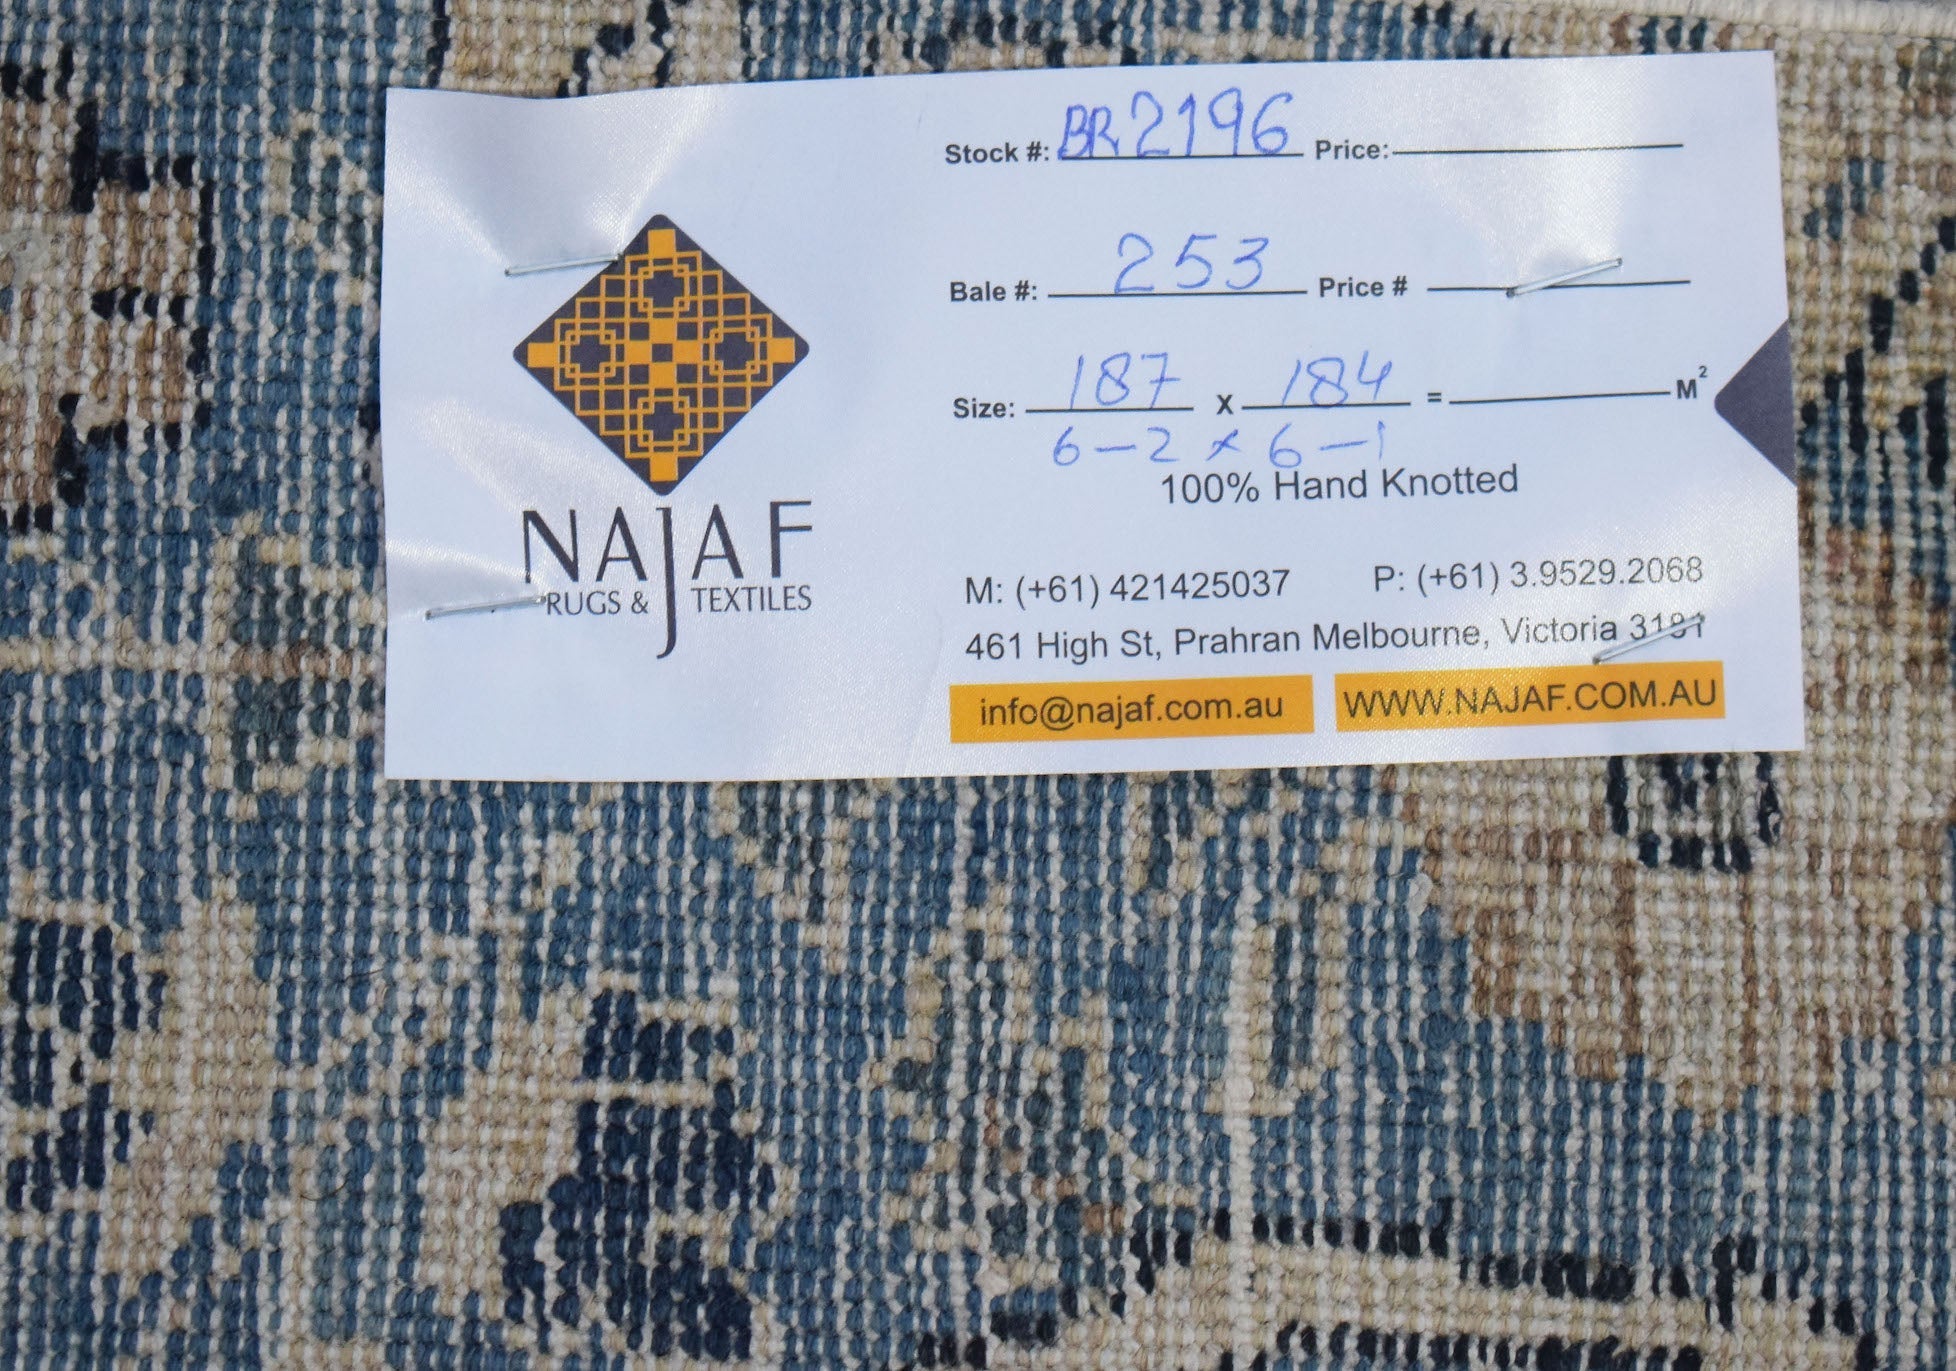 NAJAF
RUGS & TEXTILES
Stock #: BR2196 Price:
Bale #: 253 Price #
Size: 187 x 184 = M²
6-2 x 6-1
100% Hand Knotted
M: (+61) 421425037 P: (+61) 3.9529.2068
461 High St, Prahran Melbourne, Victoria 3181
info@najaf.com.au WWW.NAJAF.COM.AU